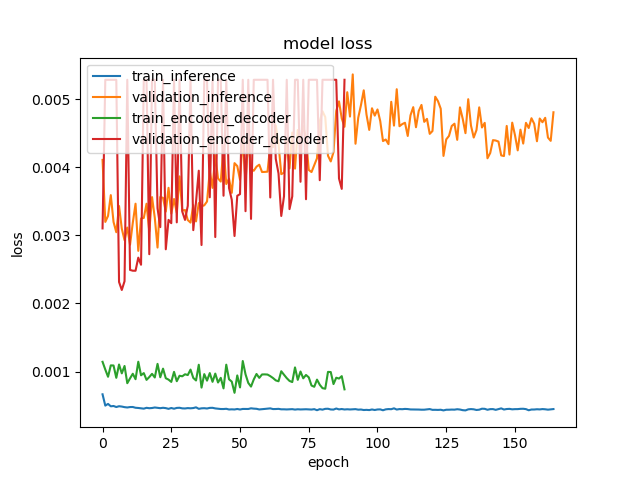 model loss
train_inference
validation_inference
train_encoder_decoder
validation_encoder_decoder
0.005
0.004
0.003
0.002
0.001
loss
0 25 50 75 100 125 150
epoch